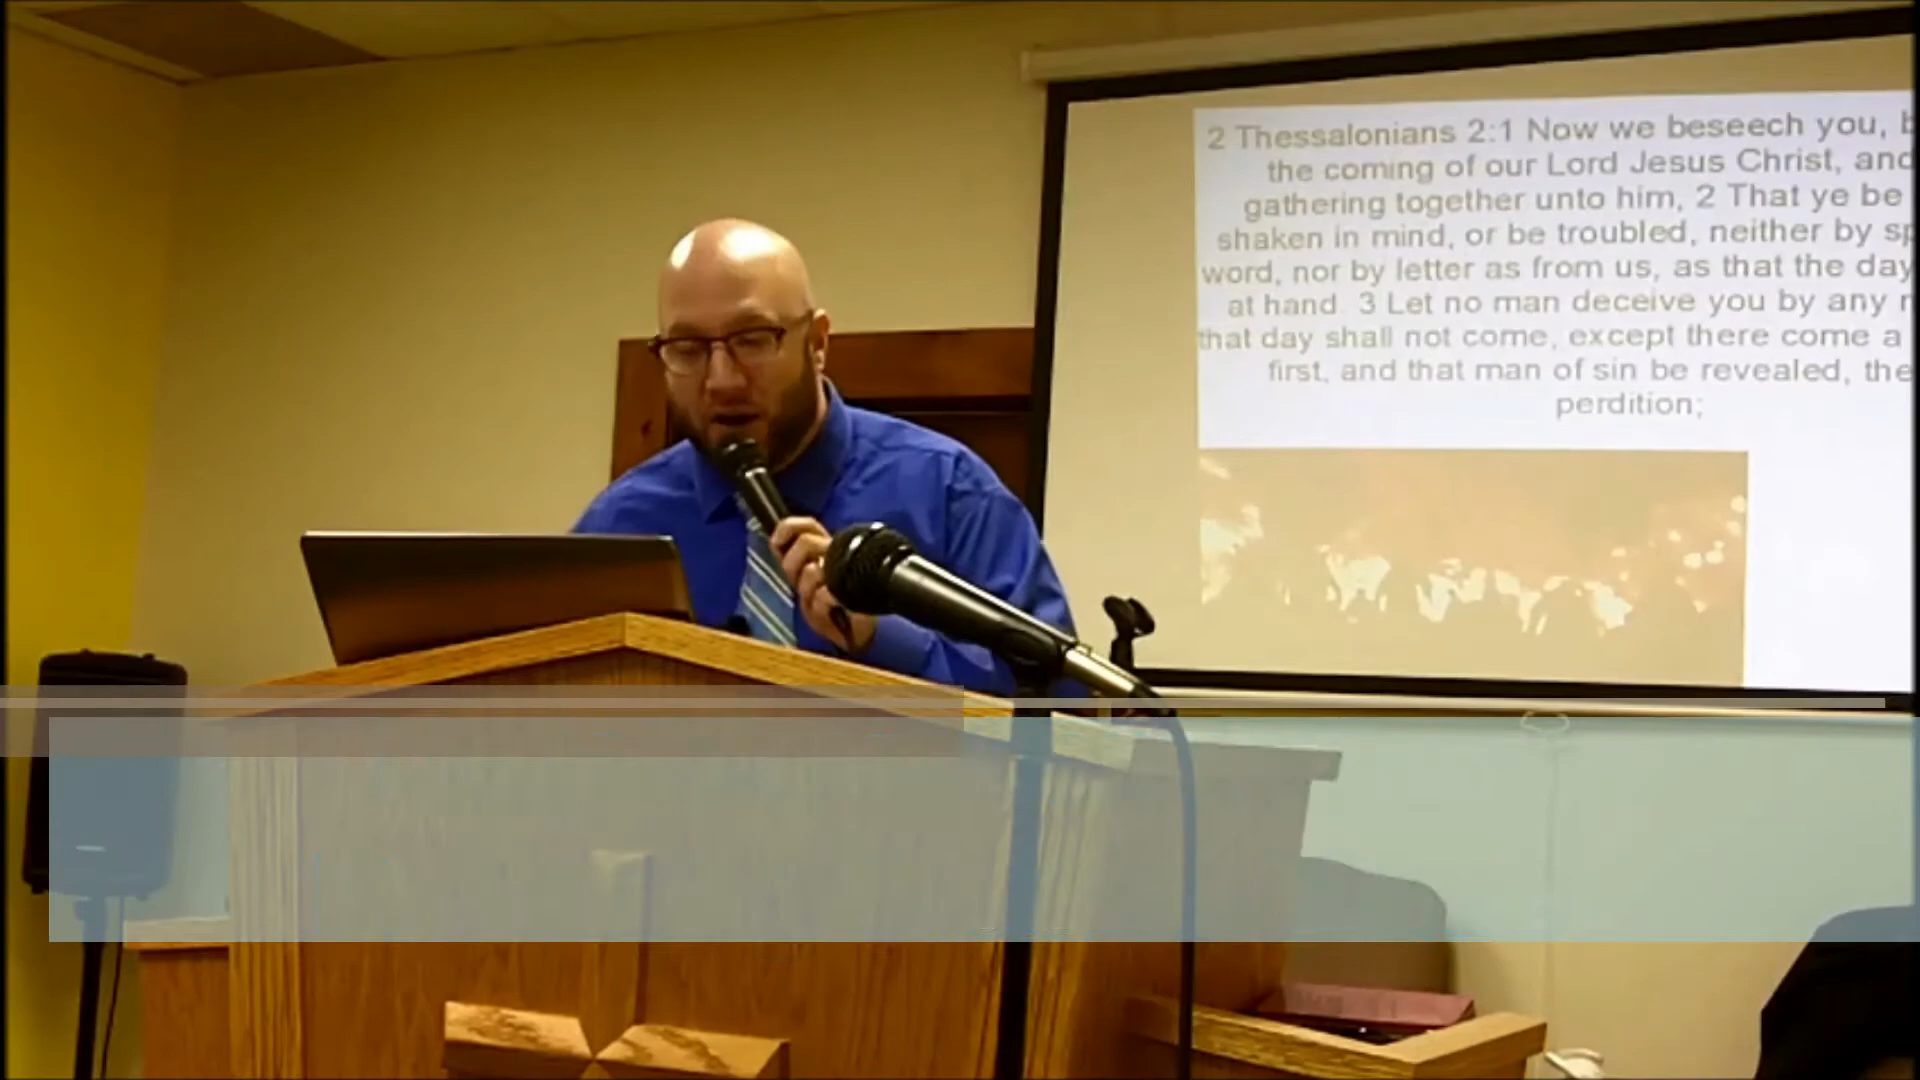 2 Thessalonians 2:1 Now we beseech you,
the coming of our Lord Jesus Christ, and
gathering together unto him, 2 That ye be
shaken in mind, or be troubled, neither by
word, nor by letter as from us, as that the day
at hand. 3 Let no man deceive you by any
that day shall not come, except there come a
first, and that man of sin be revealed, the
perdition;